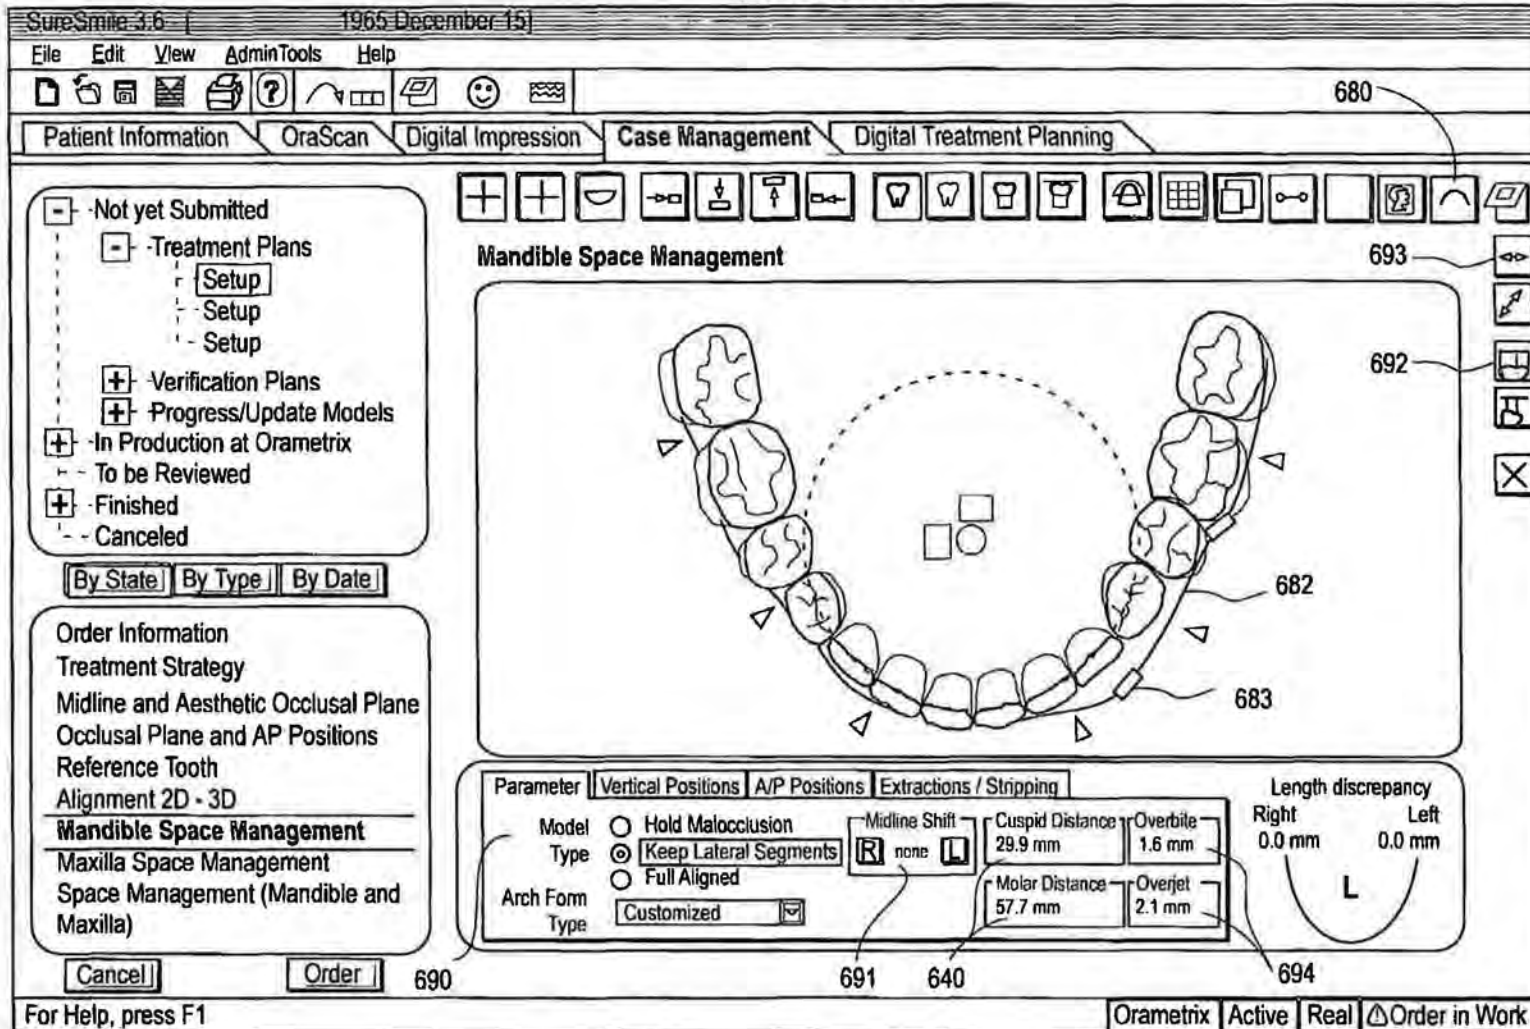 SureSmile 3.6 - [ 1965 December 15]
File Edit View AdminTools Help
?
680
Patient Information OraScan Digital Impression Case Management Digital Treatment Planning
- Not yet Submitted
- Treatment Plans
Setup
Setup
Setup
+ Verification Plans
+ Progress/Update Models
+ In Production at Orametrix
To be Reviewed
+ Finished
Canceled
By State By Type By Date
Order Information
Treatment Strategy
Midline and Aesthetic Occlusal Plane
Occlusal Plane and AP Positions
Reference Tooth
Alignment 2D - 3D
Mandible Space Management
Maxilla Space Management
Space Management (Mandible and
Maxilla)
Cancel Order
Mandible Space Management
693
692
682
683
Parameter Vertical Positions A/P Positions Extractions / Stripping
Model
Type
Hold Malocclusion
Keep Lateral Segments
Full Aligned
Arch Form
Type
Customized
Midline Shift
R none L
Cuspid Distance
29.9 mm
Overbite
1.6 mm
Molar Distance
57.7 mm
Overjet
2.1 mm
Length discrepancy
Right Left
0.0 mm 0.0 mm
L
690 691 640 694
For Help, press F1
Orametrix Active Real Order in Work